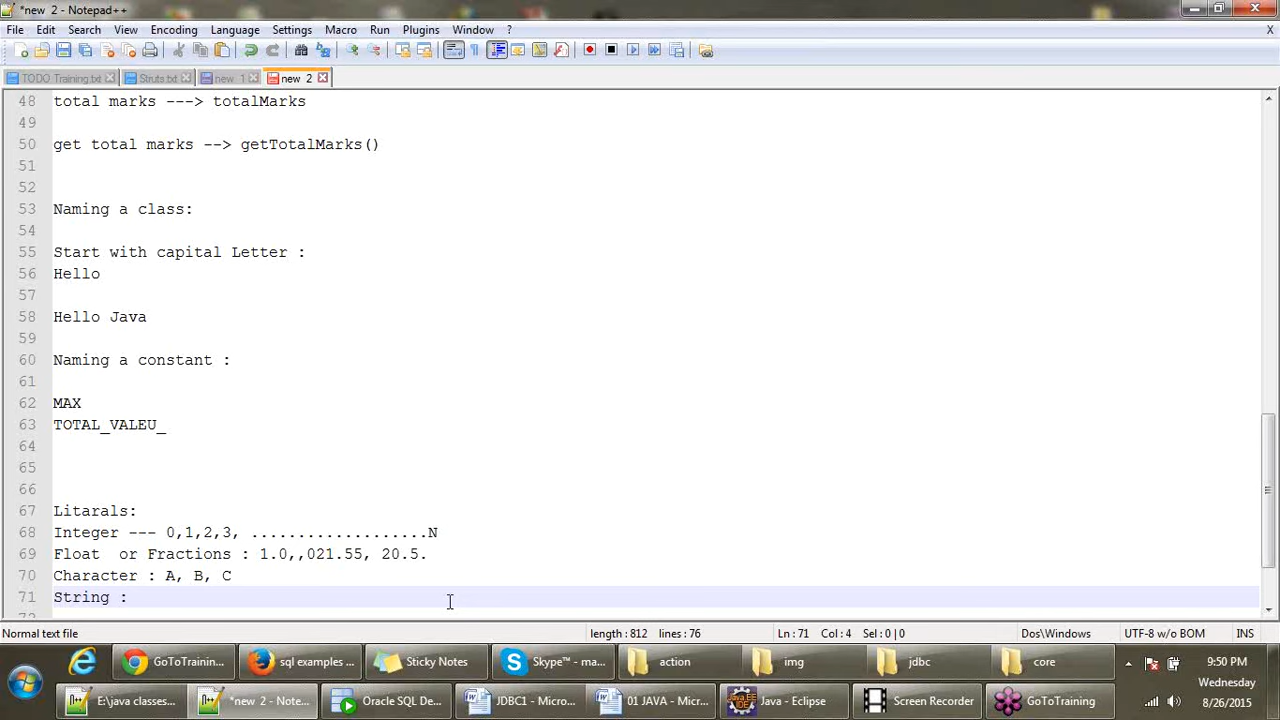 *new 2 - Notepad++
File Edit Search View Encoding Language Settings Macro Run Plugins Window ? X
TODO Training.txt Struts.txt new 1 new 2
48 total marks ---> totalMarks
49
50 get total marks --> getTotalMarks()
51
52
53 Naming a class:
54
55 Start with capital Letter :
56 Hello
57
58 Hello Java
59
60 Naming a constant :
61
62 MAX
63 TOTAL_VALEU_
64
65
66
67 Litarals:
68 Integer --- 0,1,2,3, ...................N
69 Float  or Fractions : 1.0,,021.55, 20.5.
70 Character : A, B, C
71 String :
72
Normal text file length : 812 lines : 76 Ln : 71 Col : 4 Sel : 0 | 0 Dos\Windows UTF-8 w/o BOM INS
GoToTrainin... sql examples ... Sticky Notes Skype™ - ma... action img jdbc core 9:50 PM
Wednesday
E:\java classes... *new 2 - Note... Oracle SQL De... JDBC1 - Micro... 01 JAVA - Micr... Java - Eclipse Screen Recorder GoToTraining 8/26/2015